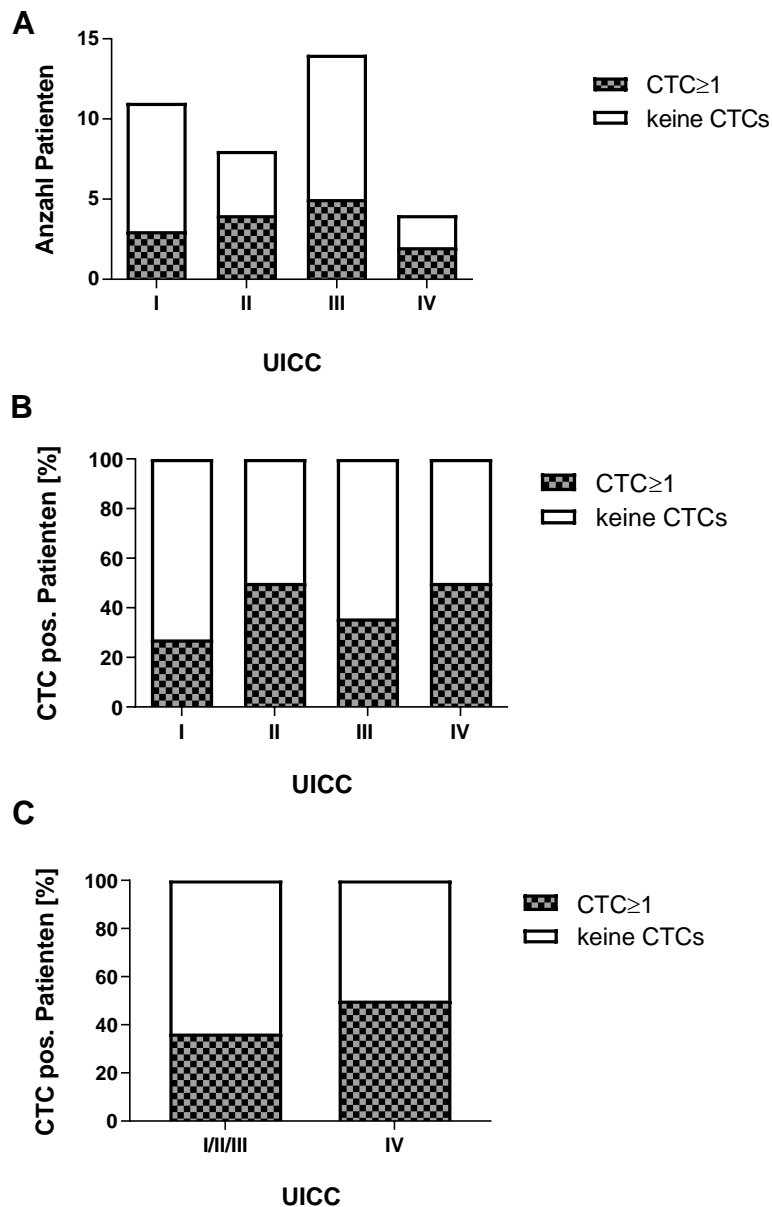 A
Anzahl Patienten
15
10
5
0
I II III IV
UICC
CTC≥1
keine CTCs
B
CTC pos. Patienten [%]
100
80
60
40
20
0
I II III IV
UICC
CTC≥1
keine CTCs
C
CTC pos. Patienten [%]
100
80
60
40
20
0
I/II/III IV
UICC
CTC≥1
keine CTCs